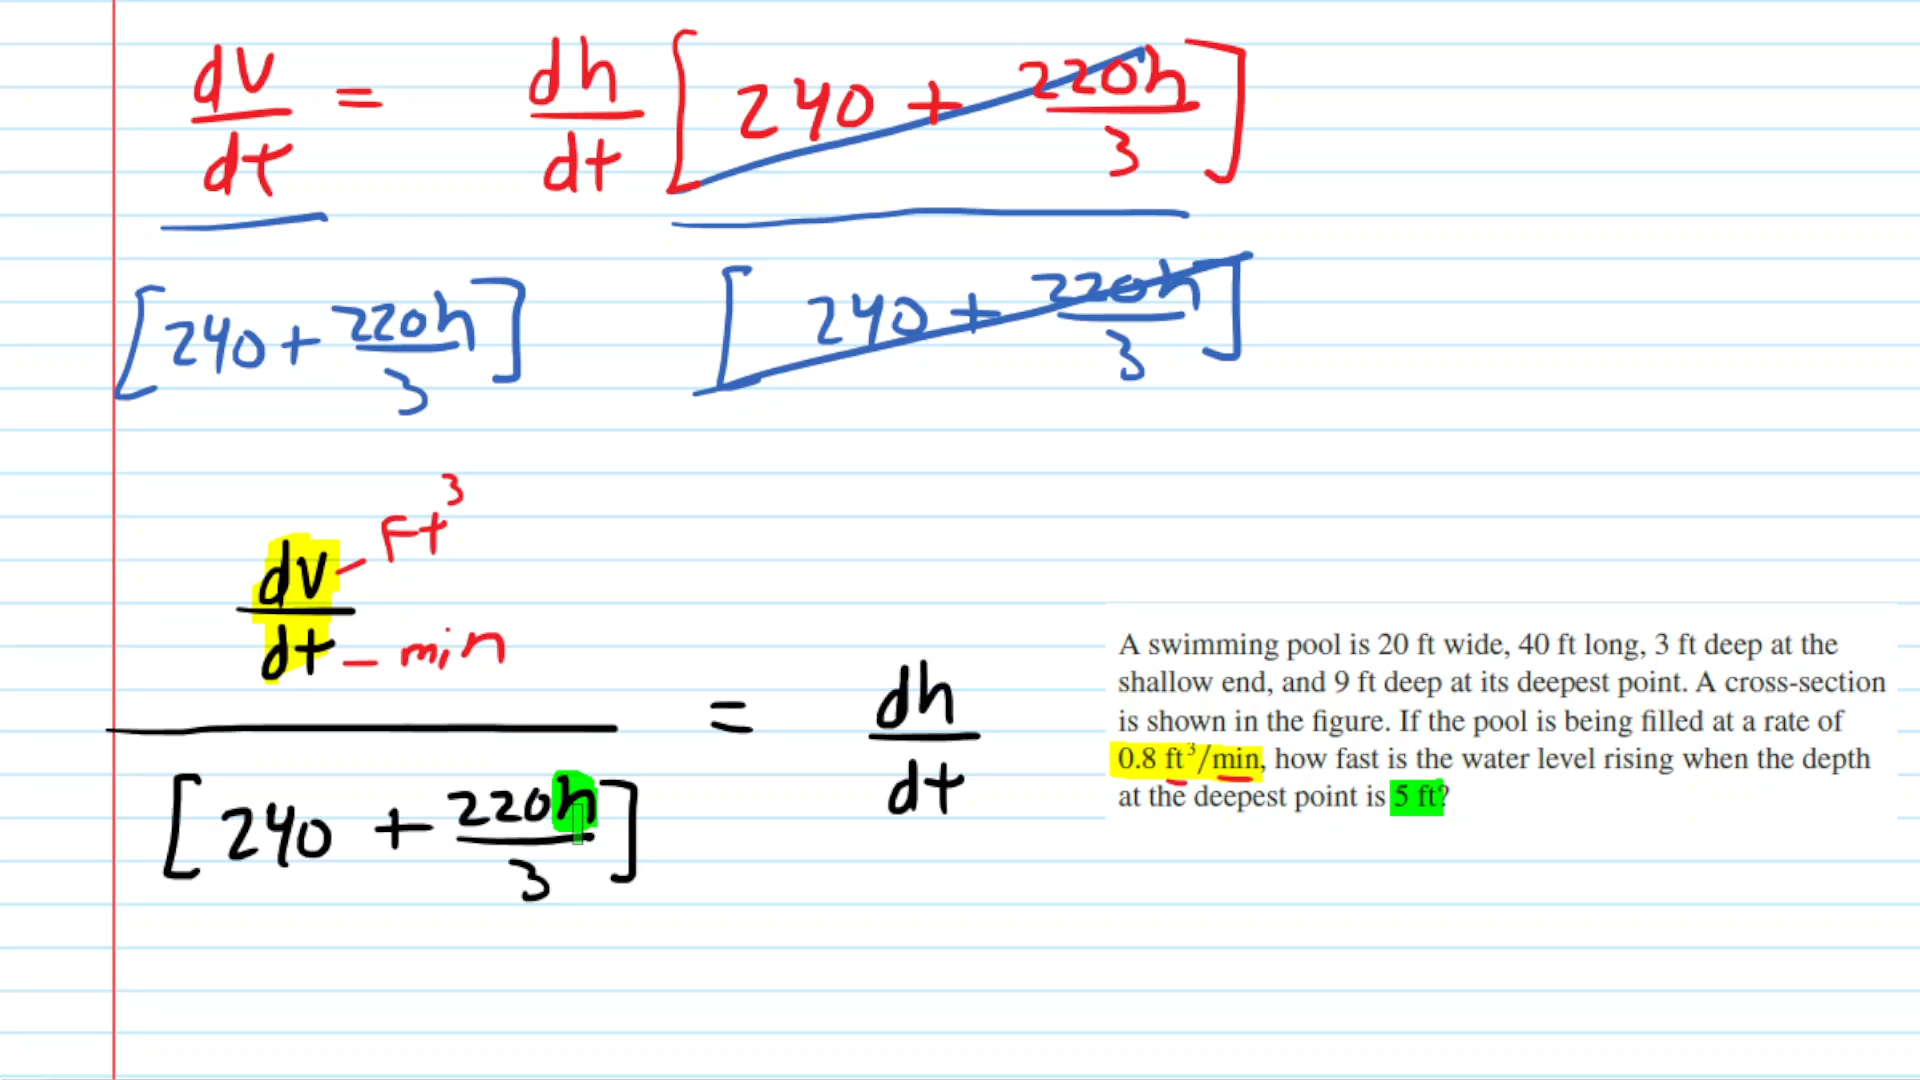 dv/dt = dh/dt [240 + 220h/3]
[240 + 220h/3] [240 + 220h/3]
dv/dt - Ft³ - min
= dh/dt
[240 + 220h/3]
A swimming pool is 20 ft wide, 40 ft long, 3 ft deep at the
shallow end, and 9 ft deep at its deepest point. A cross-section
is shown in the figure. If the pool is being filled at a rate of
0.8 ft³/min, how fast is the water level rising when the depth
at the deepest point is 5 ft?